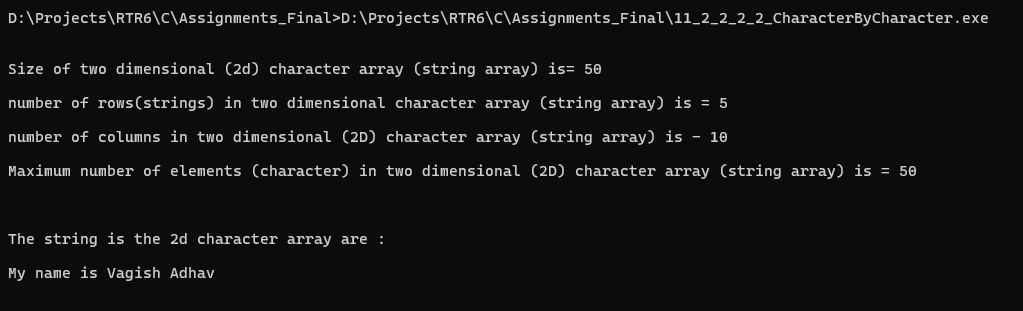 D:\Projects\RTR6\C\Assignments_Final>D:\Projects\RTR6\C\Assignments_Final\11_2_2_2_2_CharacterByCharacter.exe
Size of two dimensional (2d) character array (string array) is= 50
number of rows(strings) in two dimensional character array (string array) is = 5
number of columns in two dimensional (2D) character array (string array) is - 10
Maximum number of elements (character) in two dimensional (2D) character array (string array) is = 50
The string is the 2d character array are :
My name is Vagish Adhav